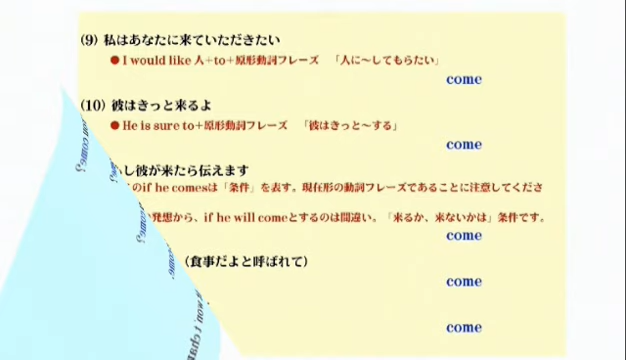 (9) 私はあなたに来ていただきたい
● I would like 人+to+原形動詞フレーズ 「人に〜してもらたい」
come
(10) 彼はきっと来るよ
● He is sure to+原形動詞フレーズ 「彼はきっと〜する」
come
し彼が来たら伝えます
のif he comesは「条件」を表す。現在形の動詞フレーズであることに注意してくださ
発想から、if he will comeとするのは間違い。「来るか、来ないかは」条件です。
come
(食事だよと呼ばれて)
come
come